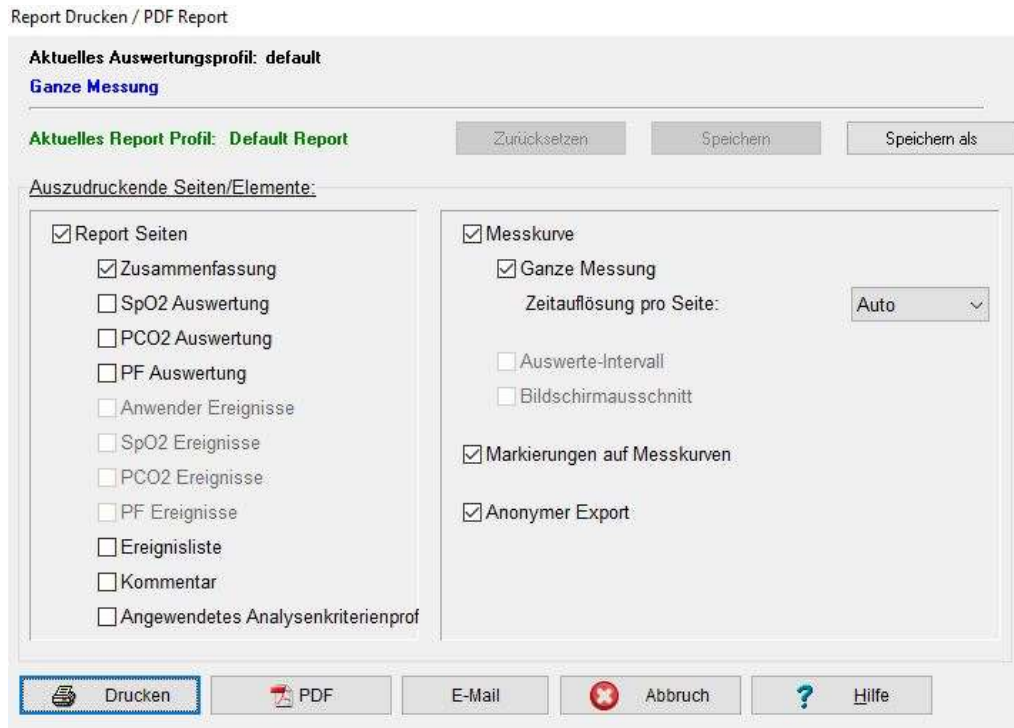 Report Drucken / PDF Report
Aktuelles Auswertungsprofil: default
Ganze Messung
Aktuelles Report Profil: Default Report
Zurücksetzen
Speichern
Speichern als
Auszudruckende Seiten/Elemente:
Report Seiten
Zusammenfassung
SpO2 Auswertung
PCO2 Auswertung
PF Auswertung
Anwender Ereignisse
SpO2 Ereignisse
PCO2 Ereignisse
PF Ereignisse
Ereignisliste
Kommentar
Angewendetes Analysenkriterienprof
Messkurve
Ganze Messung
Zeitauflösung pro Seite:
Auto
Auswerte-Intervall
Bildschirmausschnitt
Markierungen auf Messkurven
Anonymer Export
Drucken
PDF
E-Mail
Abbruch
? Hilfe